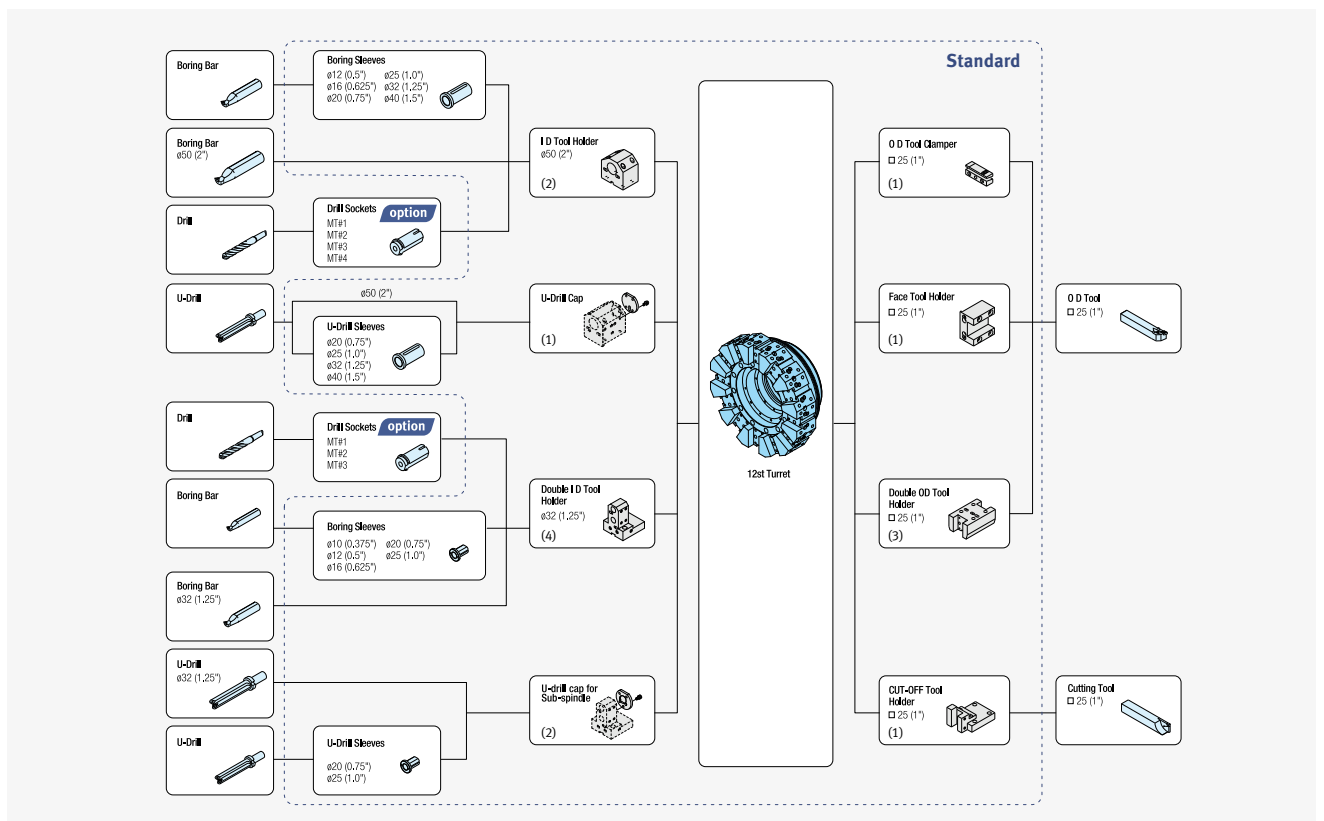 Standard
Boring Bar
Boring Sleeves
ø12 (0.5") ø25 (1.0")
ø16 (0.625") ø32 (1.25")
ø20 (0.75") ø40 (1.5")
Boring Bar
ø50 (2")
I D Tool Holder
ø50 (2")
(2)
O D Tool Clamper
□ 25 (1")
(1)
Drill
Drill Sockets
option
MT#1
MT#2
MT#3
MT#4
U-Drill
ø50 (2")
U-Drill Sleeves
ø20 (0.75")
ø25 (1.0")
ø32 (1.25")
ø40 (1.5")
U-Drill Cap
(1)
Face Tool Holder
□ 25 (1")
(1)
O D Tool
□ 25 (1")
12st Turret
Drill
Drill Sockets
option
MT#1
MT#2
MT#3
Boring Bar
Boring Sleeves
ø10 (0.375") ø20 (0.75")
ø12 (0.5") ø25 (1.0")
ø16 (0.625")
Double I D Tool
Holder
ø32 (1.25")
(4)
Double OD Tool
Holder
□ 25 (1")
(3)
Boring Bar
ø32 (1.25")
U-Drill
ø32 (1.25")
U-drill cap for
Sub-spindle
(2)
CUT-OFF Tool
Holder
□ 25 (1")
(1)
Cutting Tool
□ 25 (1")
U-Drill
U-Drill Sleeves
ø20 (0.75")
ø25 (1.0")